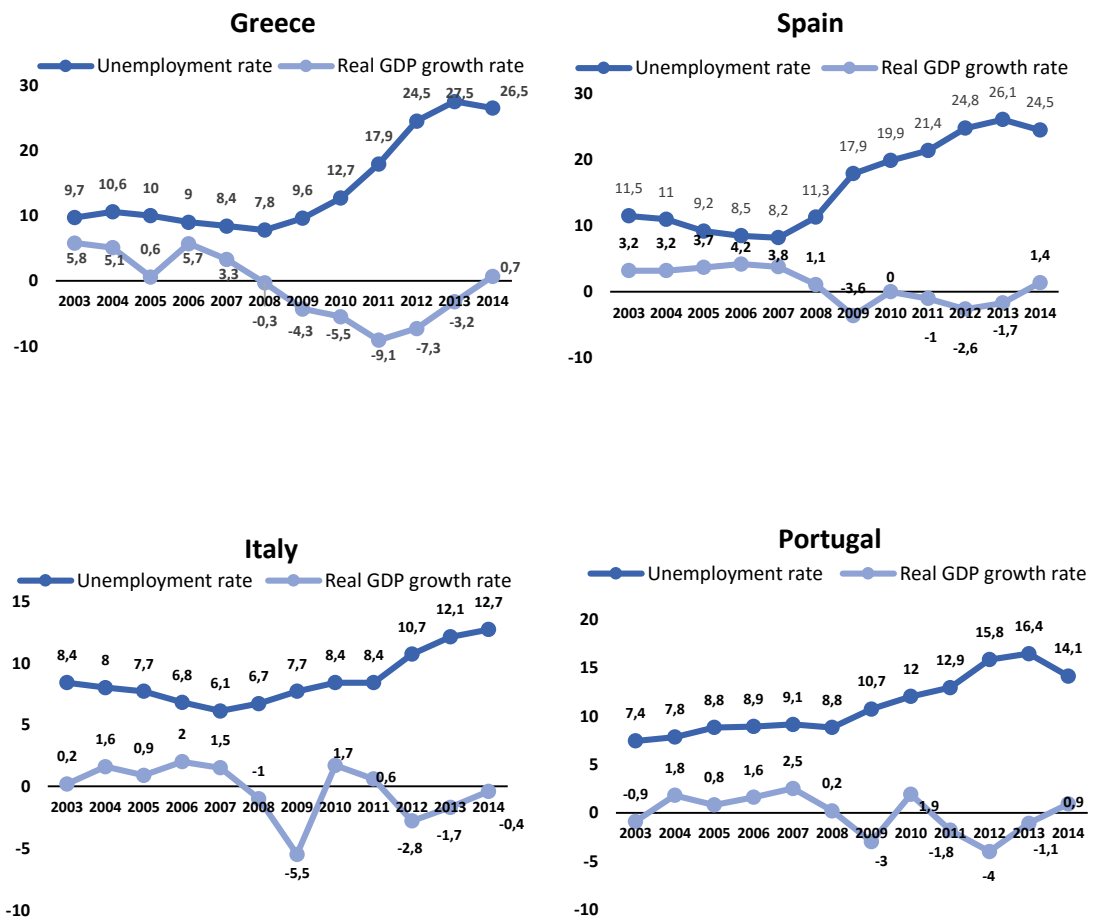 Greece
Unemployment rate Real GDP growth rate
30
20
10
0
-10
9,7 10,6 10 9 8,4 7,8 9,6 12,7 17,9 24,5 27,5 26,5
5,8 5,1 0,6 5,7 3,3 -0,3 -4,3 -5,5 -9,1 -7,3 -3,2 0,7
2003 2004 2005 2006 2007 2008 2009 2010 2011 2012 2013 2014
Spain
Unemployment rate Real GDP growth rate
30
20
10
0
-10
11,5 11 9,2 8,5 8,2 11,3 17,9 19,9 21,4 24,8 26,1 24,5
3,2 3,2 3,7 4,2 3,8 1,1 -3,6 0 -1 -2,6 -1,7 1,4
2003 2004 2005 2006 2007 2008 2009 2010 2011 2012 2013 2014
Italy
Unemployment rate Real GDP growth rate
15
10
5
0
-5
-10
8,4 8 7,7 6,8 6,1 6,7 7,7 8,4 8,4 10,7 12,1 12,7
0,2 1,6 0,9 2 1,5 -1 -5,5 1,7 0,6 -2,8 -1,7 -0,4
2003 2004 2005 2006 2007 2008 2009 2010 2011 2012 2013 2014
Portugal
Unemployment rate Real GDP growth rate
20
15
10
5
0
-5
-10
7,4 7,8 8,8 8,9 9,1 8,8 10,7 12 12,9 15,8 16,4 14,1
-0,9 1,8 0,8 1,6 2,5 0,2 -3 1,9 -1,8 -4 -1,1 0,9
2003 2004 2005 2006 2007 2008 2009 2010 2011 2012 2013 2014